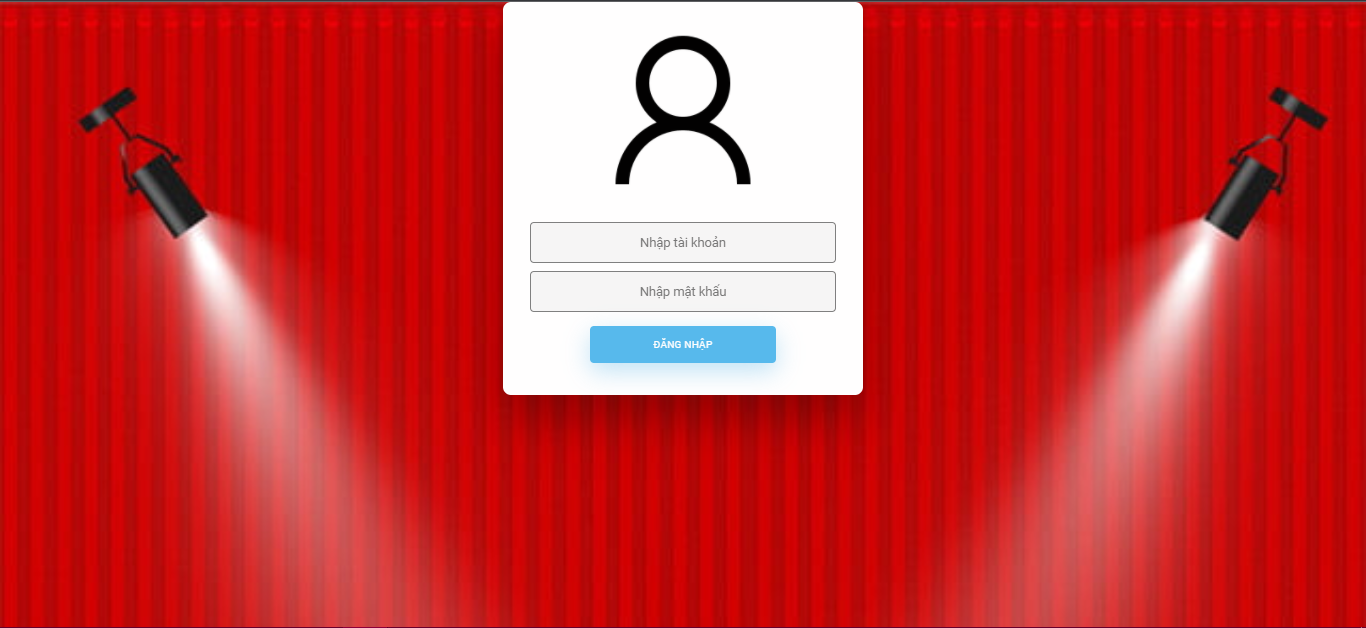 Nhập tài khoản
Nhập mật khẩu
ĐĂNG NHẬP